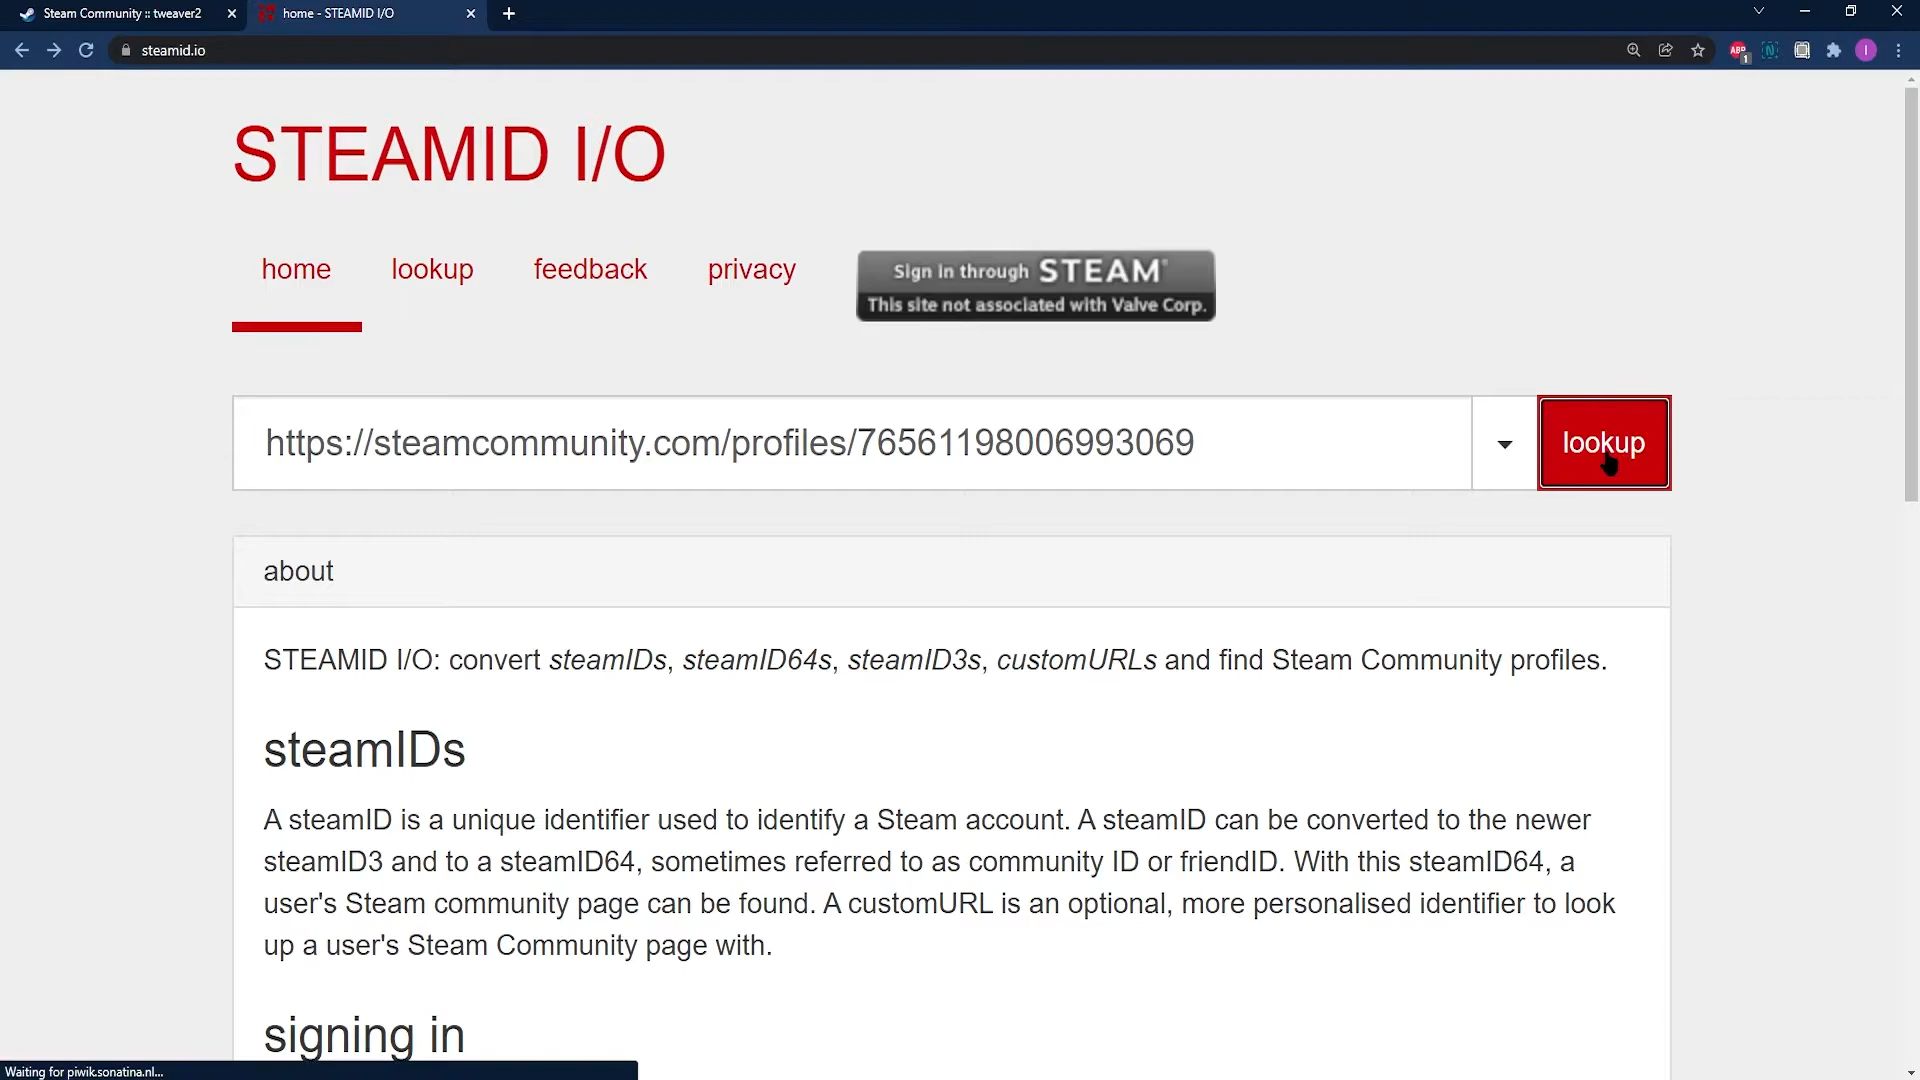 Steam Community :: tweaver2
home - STEAMID I/O
steamid.io
ABP
1
N
I
STEAMID I/O
home
lookup
feedback
privacy
Sign in through STEAM®
This site not associated with Valve Corp.
https://steamcommunity.com/profiles/76561198006993069
lookup
about
STEAMID I/O: convert steamIDs, steamID64s, steamID3s, customURLs and find Steam Community profiles.
steamIDs
A steamID is a unique identifier used to identify a Steam account. A steamID can be converted to the newer
steamID3 and to a steamID64, sometimes referred to as community ID or friendID. With this steamID64, a
user's Steam community page can be found. A customURL is an optional, more personalised identifier to look
up a user's Steam Community page with.
signing in
Waiting for piwik.sonatina.nl...